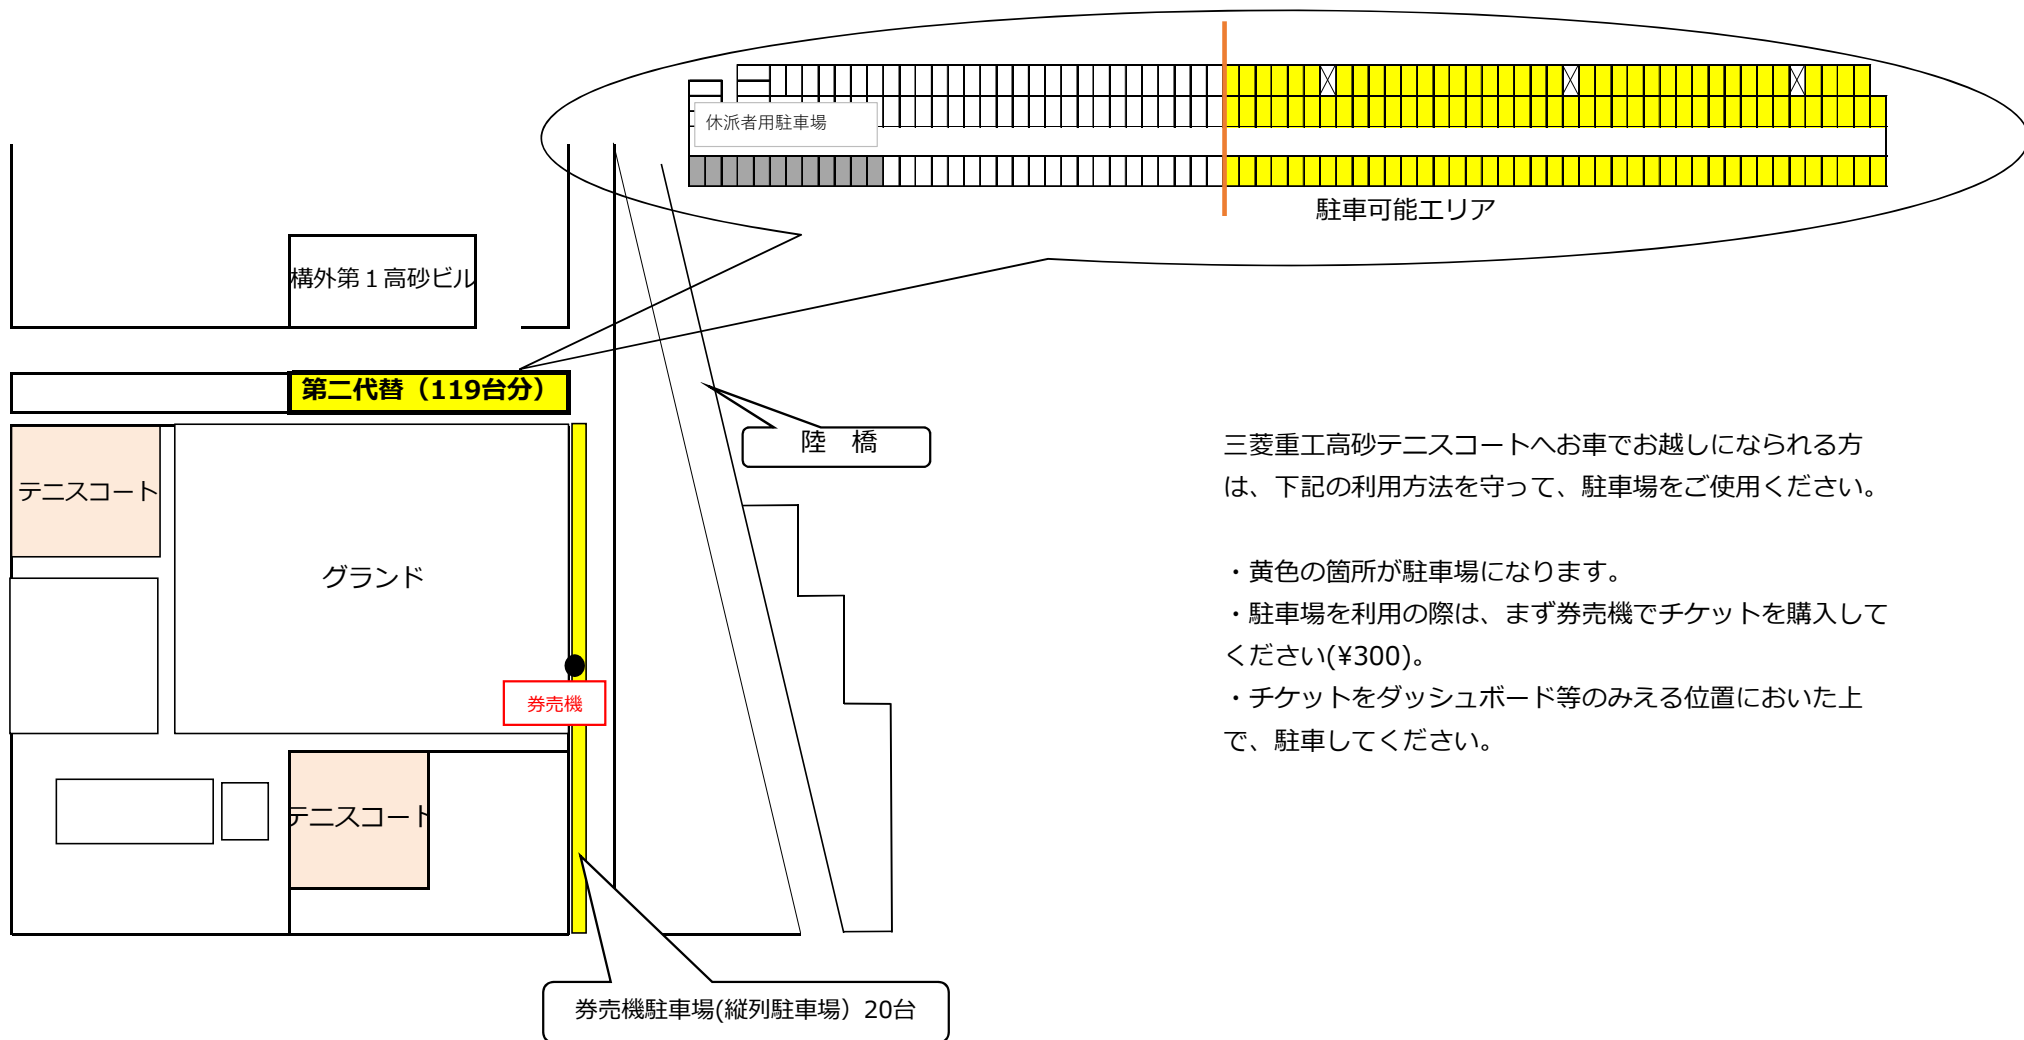 休派者用駐車場
駐車可能エリア
構外第１高砂ビル
第二代替（119台分）
陸　橋
テニスコート
グランド
券売機
テニスコート
券売機駐車場(縦列駐車場）20台
三菱重工高砂テニスコートへお車でお越しになられる方
は、下記の利用方法を守って、駐車場をご使用ください。
・黄色の箇所が駐車場になります。
・駐車場を利用の際は、まず券売機でチケットを購入して
ください(¥300)。
・チケットをダッシュボード等のみえる位置においた上
で、駐車してください。